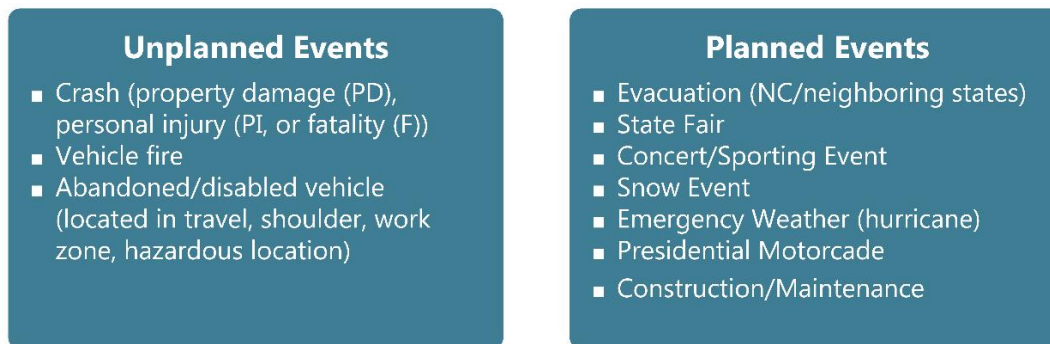 Unplanned Events
▪ Crash (property damage (PD),
personal injury (PI, or fatality (F))
▪ Vehicle fire
▪ Abandoned/disabled vehicle
(located in travel, shoulder, work
zone, hazardous location)
Planned Events
▪ Evacuation (NC/neighboring states)
▪ State Fair
▪ Concert/Sporting Event
▪ Snow Event
▪ Emergency Weather (hurricane)
▪ Presidential Motorcade
▪ Construction/Maintenance